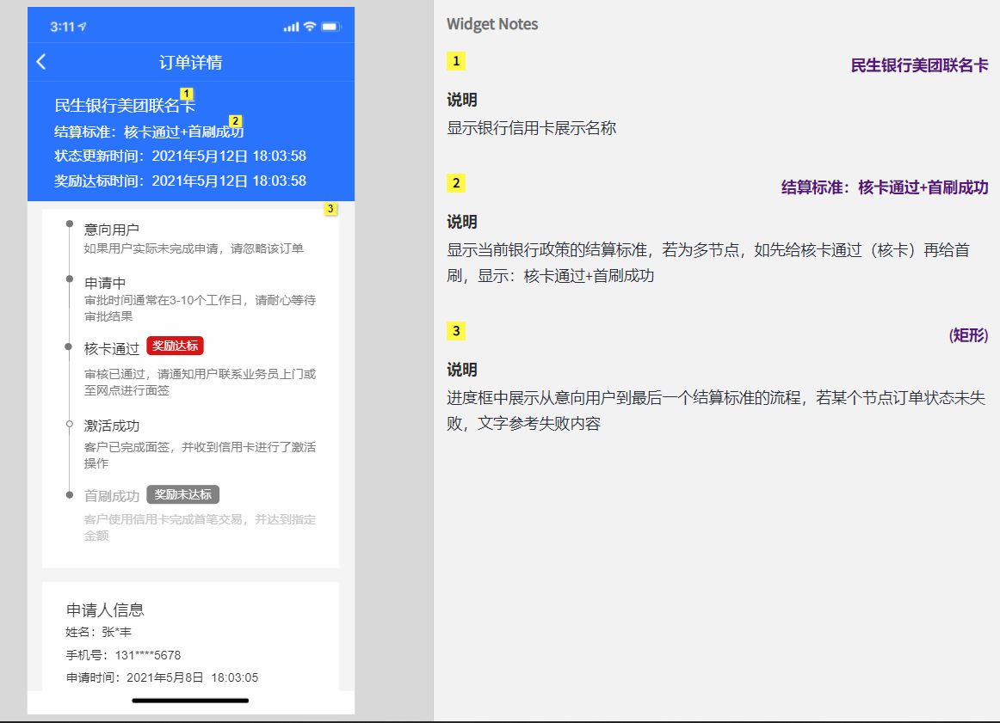 3:11
订单详情
1
民生银行美团联名卡
2
结算标准：核卡通过+首刷成功
状态更新时间：2021年5月12日 18:03:58
奖励达标时间：2021年5月12日 18:03:58
3
意向用户
如果用户实际未完成申请，请忽略该订单
申请中
审批时间通常在3-10个工作日，请耐心等待
审批结果
核卡通过 奖励达标
审核已通过，请通知用户联系业务员上门或
至网点进行面签
激活成功
客户已完成面签，并收到信用卡进行了激活
操作
首刷成功 奖励未达标
客户使用信用卡完成首笔交易，并达到指定
金额
申请人信息
姓名：张*丰
手机号：131****5678
申请时间：2021年5月8日 18:03:05
Widget Notes
1
民生银行美团联名卡
说明
显示银行信用卡展示名称
2
结算标准：核卡通过+首刷成功
说明
显示当前银行政策的结算标准，若为多节点，如先给核卡通过（核卡）再给首
刷，显示：核卡通过+首刷成功
3
(矩形)
说明
进度框中展示从意向用户到最后一个结算标准的流程，若某个节点订单状态未失
败，文字参考失败内容